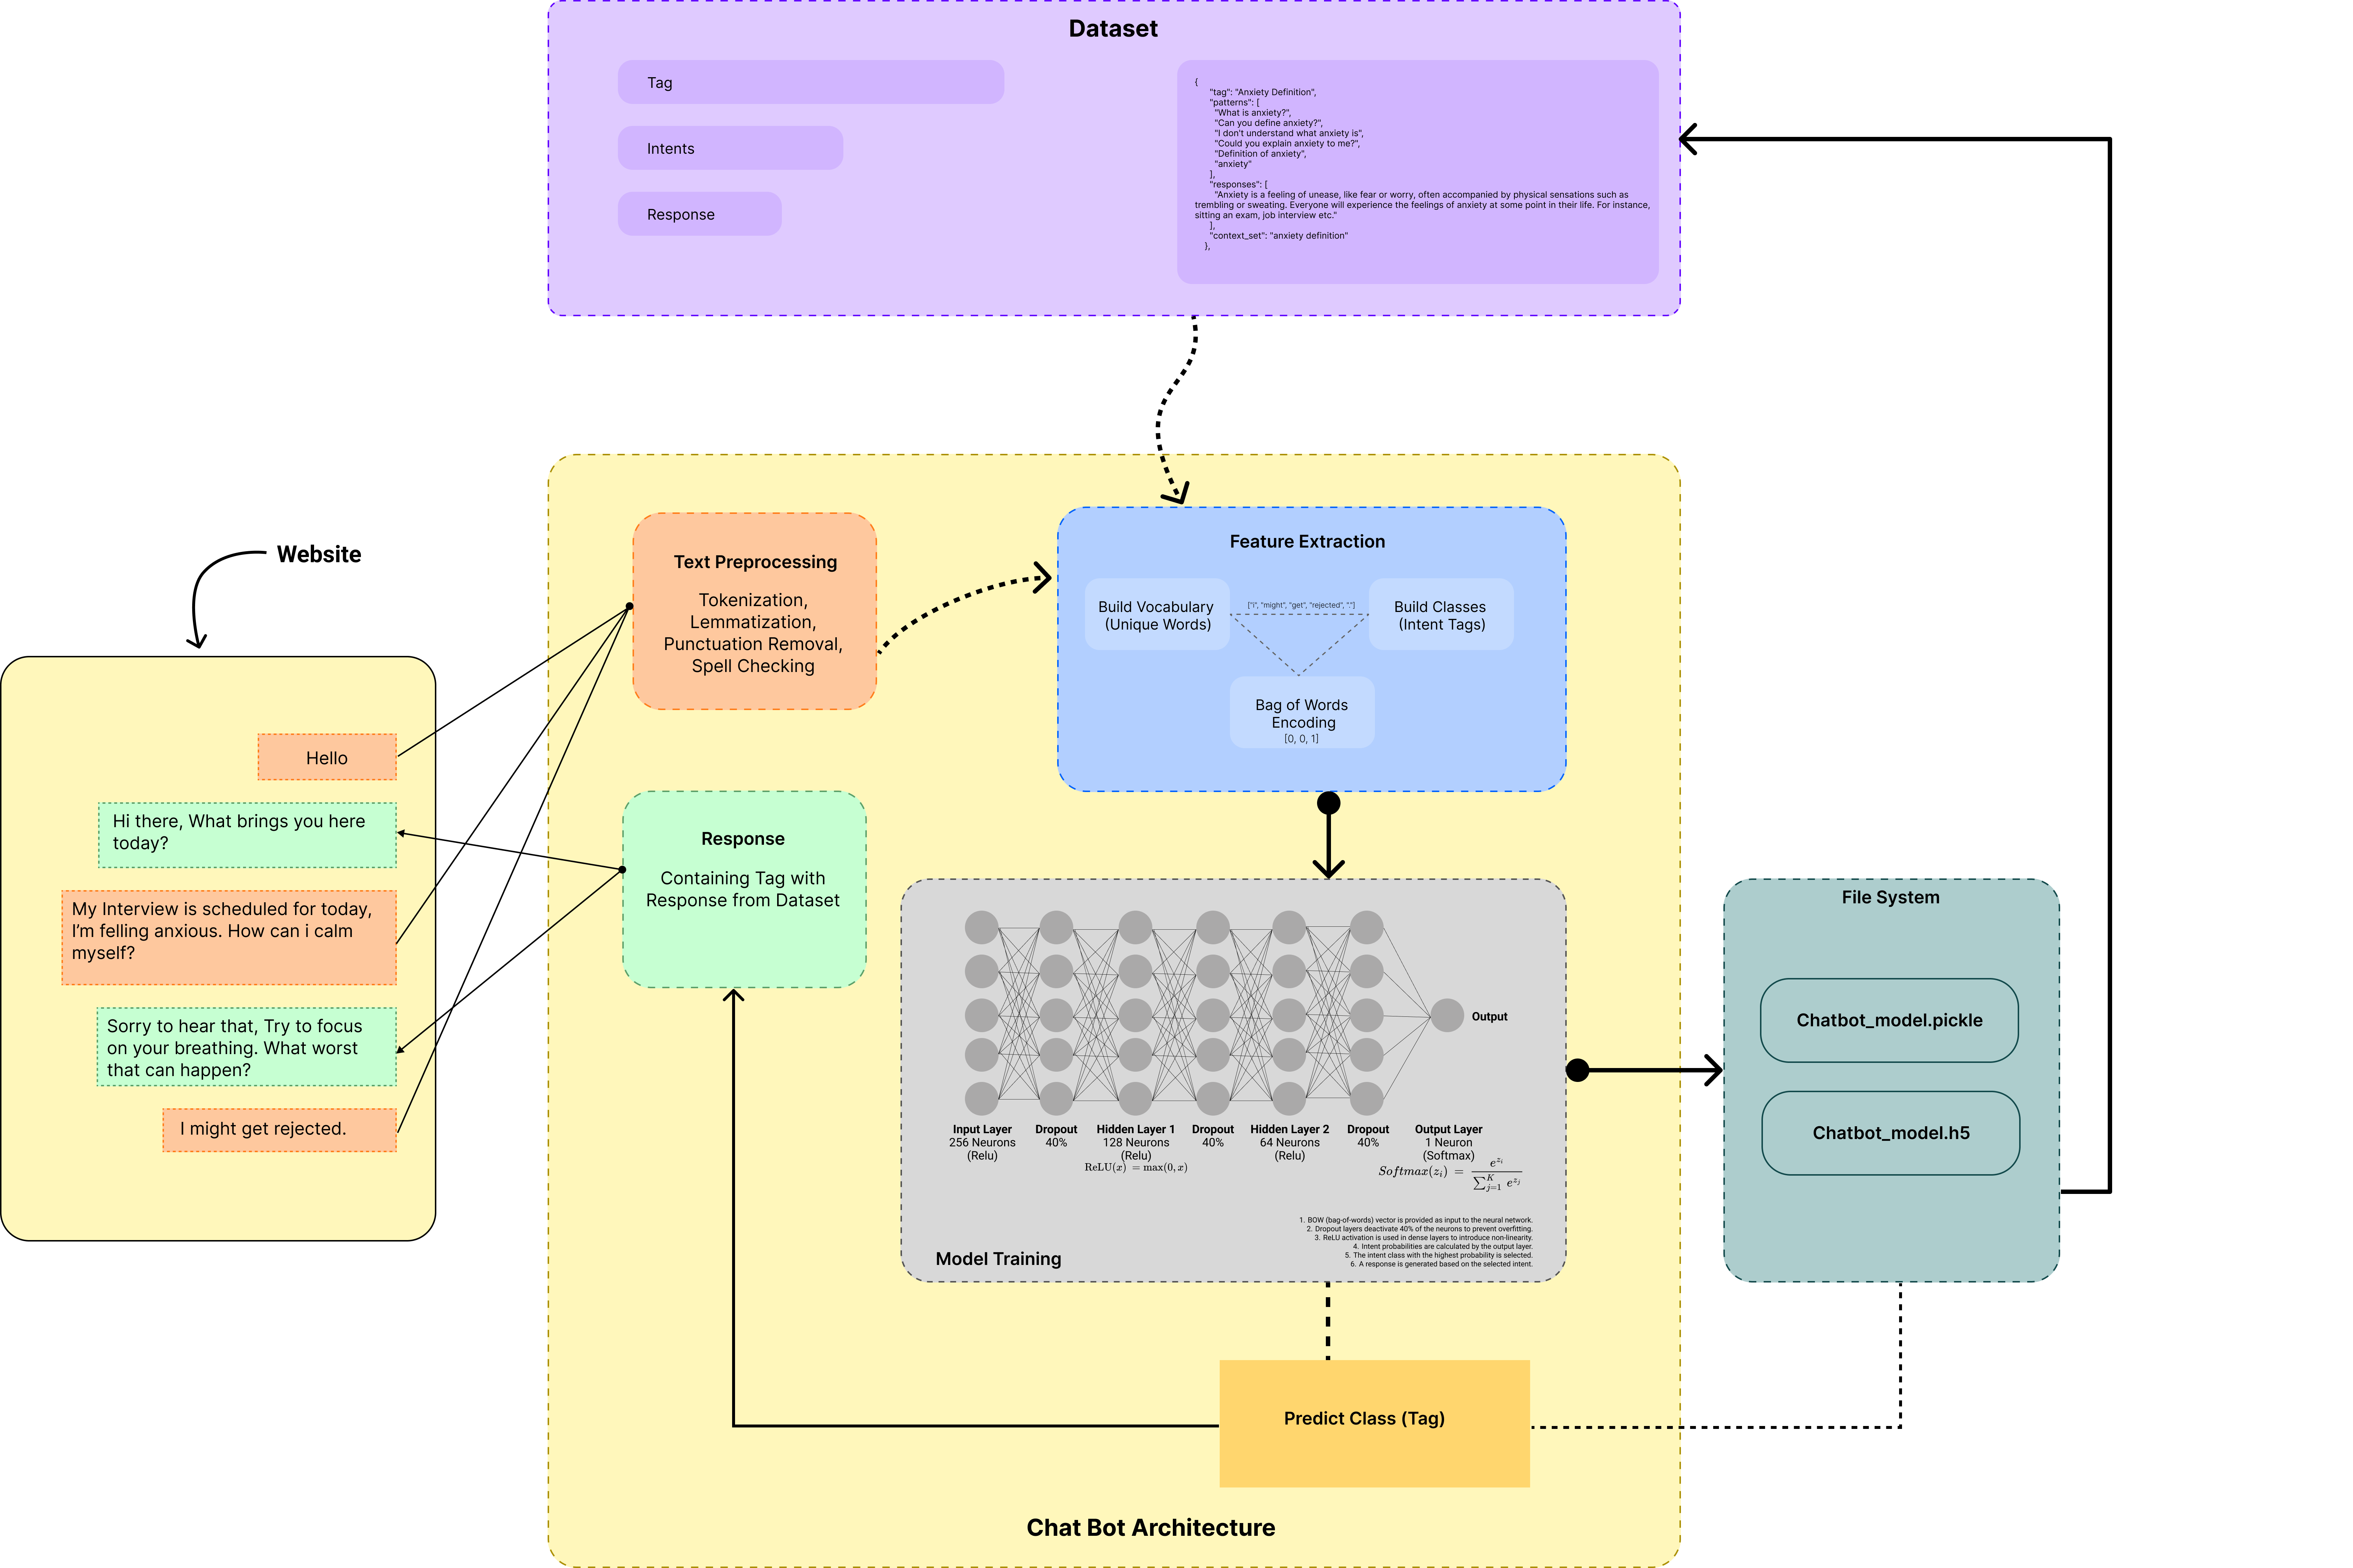 Dataset
Tag
Intents
Response
{
"tag": "Anxiety Definition",
"patterns": [
"What is anxiety?",
"Can you define anxiety?",
"I don't understand what anxiety is",
"Could you explain anxiety to me?",
"Definition of anxiety",
"anxiety"
],
"responses": [
"Anxiety is a feeling of unease, like fear or worry, often accompanied by physical sensations such as
trembling or sweating. Everyone will experience the feelings of anxiety at some point in their life. For instance,
sitting an exam, job interview etc."
],
"context_set": "anxiety definition"
},
Website
Hello
Hi there, What brings you here
today?
My Interview is scheduled for today,
I'm felling anxious. How can i calm
myself?
Sorry to hear that, Try to focus
on your breathing. What worst
that can happen?
I might get rejected.
Text Preprocessing
Tokenization,
Lemmatization,
Punctuation Removal,
Spell Checking
Feature Extraction
Build Vocabulary
(Unique Words)
["i", "might", "get", "rejected", "."]
Build Classes
(Intent Tags)
Bag of Words
Encoding
[0, 0, 1]
Response
Containing Tag with
Response from Dataset
Output
Input Layer
256 Neurons
(Relu)
Dropout
40%
Hidden Layer 1
128 Neurons
(Relu)
ReLU(x) = max(0, x)
Dropout
40%
Hidden Layer 2
64 Neurons
(Relu)
Dropout
40%
Output Layer
1 Neuron
(Softmax)
Softmax(z_i) = e^{z_i} / ∑_{j=1}^{K} e^{z_j}
1. BOW (bag-of-words) vector is provided as input to the neural network.
2. Dropout layers deactivate 40% of the neurons to prevent overfitting.
3. ReLU activation is used in dense layers to introduce non-linearity.
4. Intent probabilities are calculated by the output layer.
5. The intent class with the highest probability is selected.
6. A response is generated based on the selected intent.
Model Training
File System
Chatbot_model.pickle
Chatbot_model.h5
Predict Class (Tag)
Chat Bot Architecture